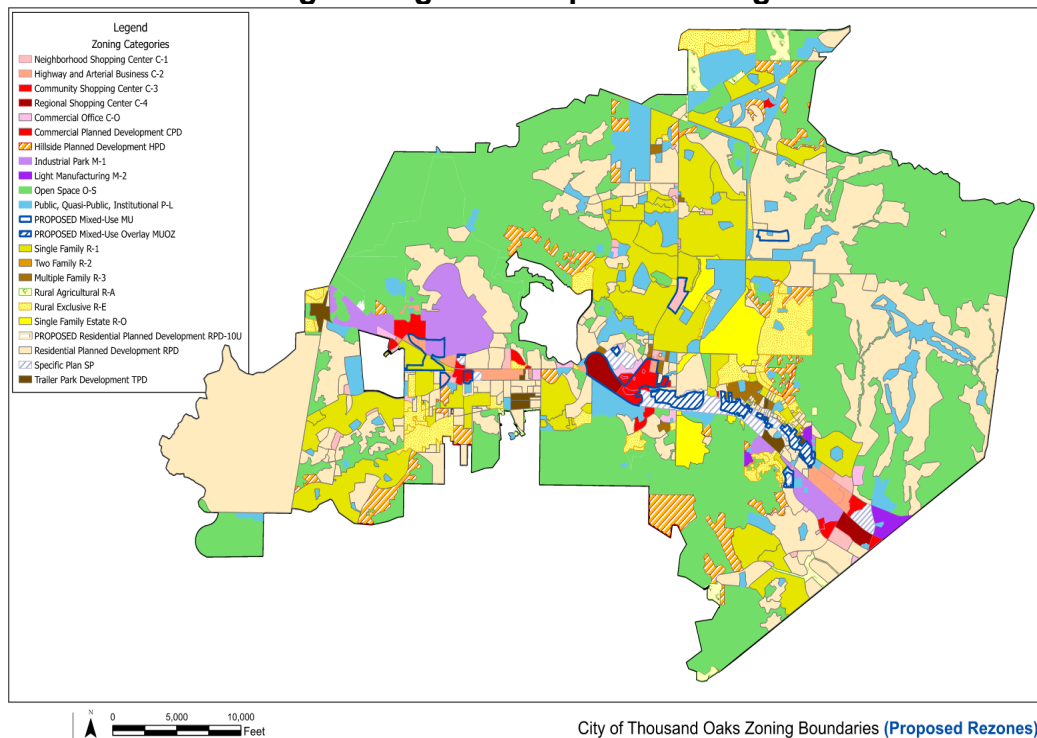 Legend
Zoning Categories
Neighborhood Shopping Center C-1
Highway and Arterial Business C-2
Community Shopping Center C-3
Regional Shopping Center C-4
Commercial Office C-O
Commercial Planned Development CPD
Hillside Planned Development HPD
Industrial Park M-1
Light Manufacturing M-2
Open Space O-S
Public, Quasi-Public, Institutional P-L
PROPOSED Mixed-Use MU
PROPOSED Mixed-Use Overlay MUOZ
Single Family R-1
Two Family R-2
Multiple Family R-3
Rural Agricultural R-A
Rural Exclusive R-E
Single Family Estate R-O
PROPOSED Residential Planned Development RPD-10U
Residential Planned Development RPD
Specific Plan SP
Trailer Park Development TPD
N
0 5,000 10,000
Feet
City of Thousand Oaks Zoning Boundaries (Proposed Rezones)